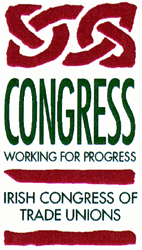 CONGRESS
WORKING FOR PROGRESS
IRISH CONGRESS OF
TRADE UNIONS